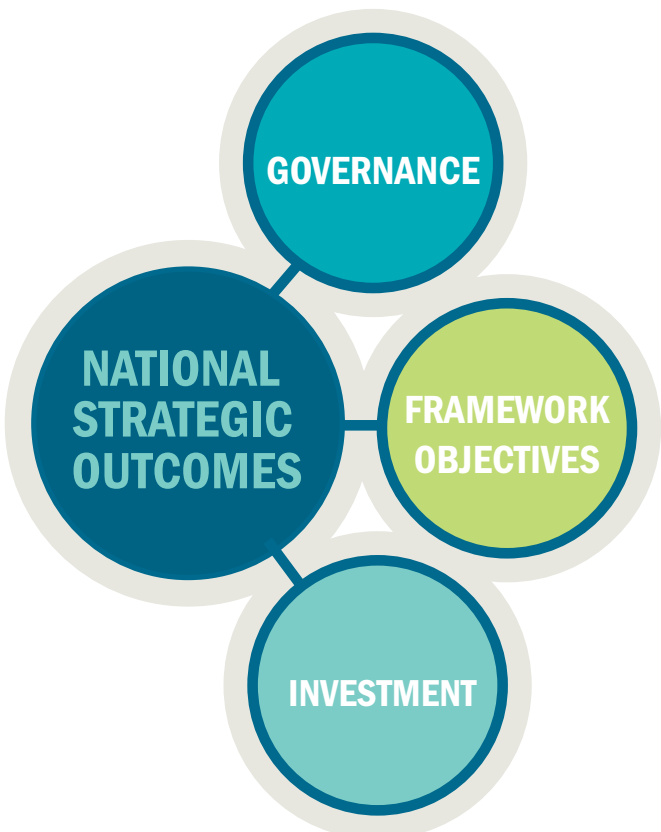 GOVERNANCE
NATIONAL
STRATEGIC
OUTCOMES
FRAMEWORK
OBJECTIVES
INVESTMENT